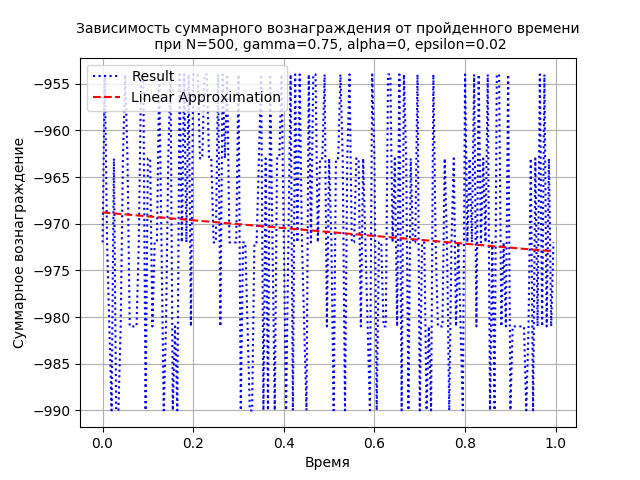 Зависимость суммарного вознаграждения от пройденного времени
при N=500, gamma=0.75, alpha=0, epsilon=0.02
Result
Linear Approximation
Суммарное вознаграждение
−955
−960
−965
−970
−975
−980
−985
−990
0.0
0.2
0.4
0.6
0.8
1.0
Время